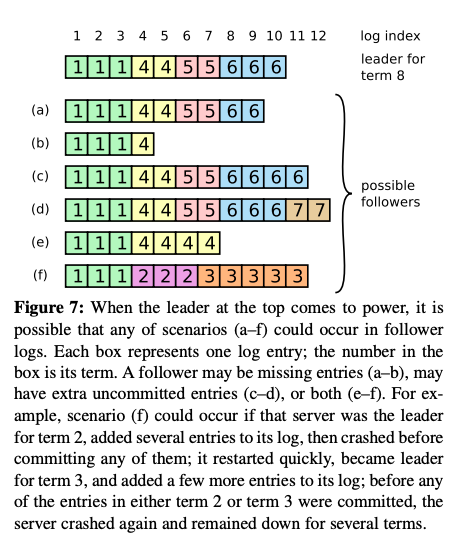 1 2 3 4 5 6 7 8 9 10 11 12 log index
1 1 1 4 4 5 5 6 6 6 leader for
term 8
(a) 1 1 1 4 4 5 5 6 6
(b) 1 1 1 4
(c) 1 1 1 4 4 5 5 6 6 6 6
(d) 1 1 1 4 4 5 5 6 6 6 7 7
possible
followers
(e) 1 1 1 4 4 4 4
(f) 1 1 1 2 2 2 3 3 3 3 3
Figure 7: When the leader at the top comes to power, it is
possible that any of scenarios (a–f) could occur in follower
logs. Each box represents one log entry; the number in the
box is its term. A follower may be missing entries (a–b), may
have extra uncommitted entries (c–d), or both (e–f). For ex-
ample, scenario (f) could occur if that server was the leader
for term 2, added several entries to its log, then crashed before
committing any of them; it restarted quickly, became leader
for term 3, and added a few more entries to its log; before any
of the entries in either term 2 or term 3 were committed, the
server crashed again and remained down for several terms.